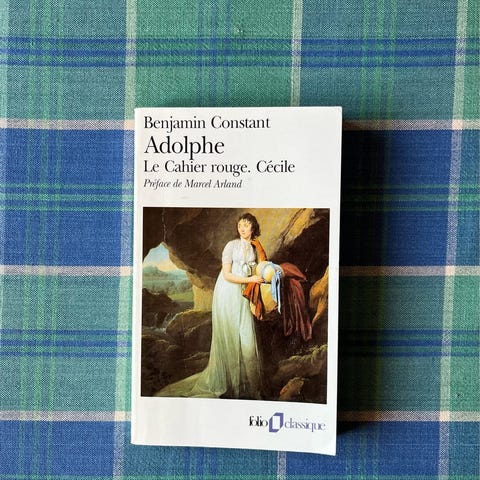 Benjamin Constant
Adolphe
Le Cahier rouge. Cécile
Préface de Marcel Arland
folio classique